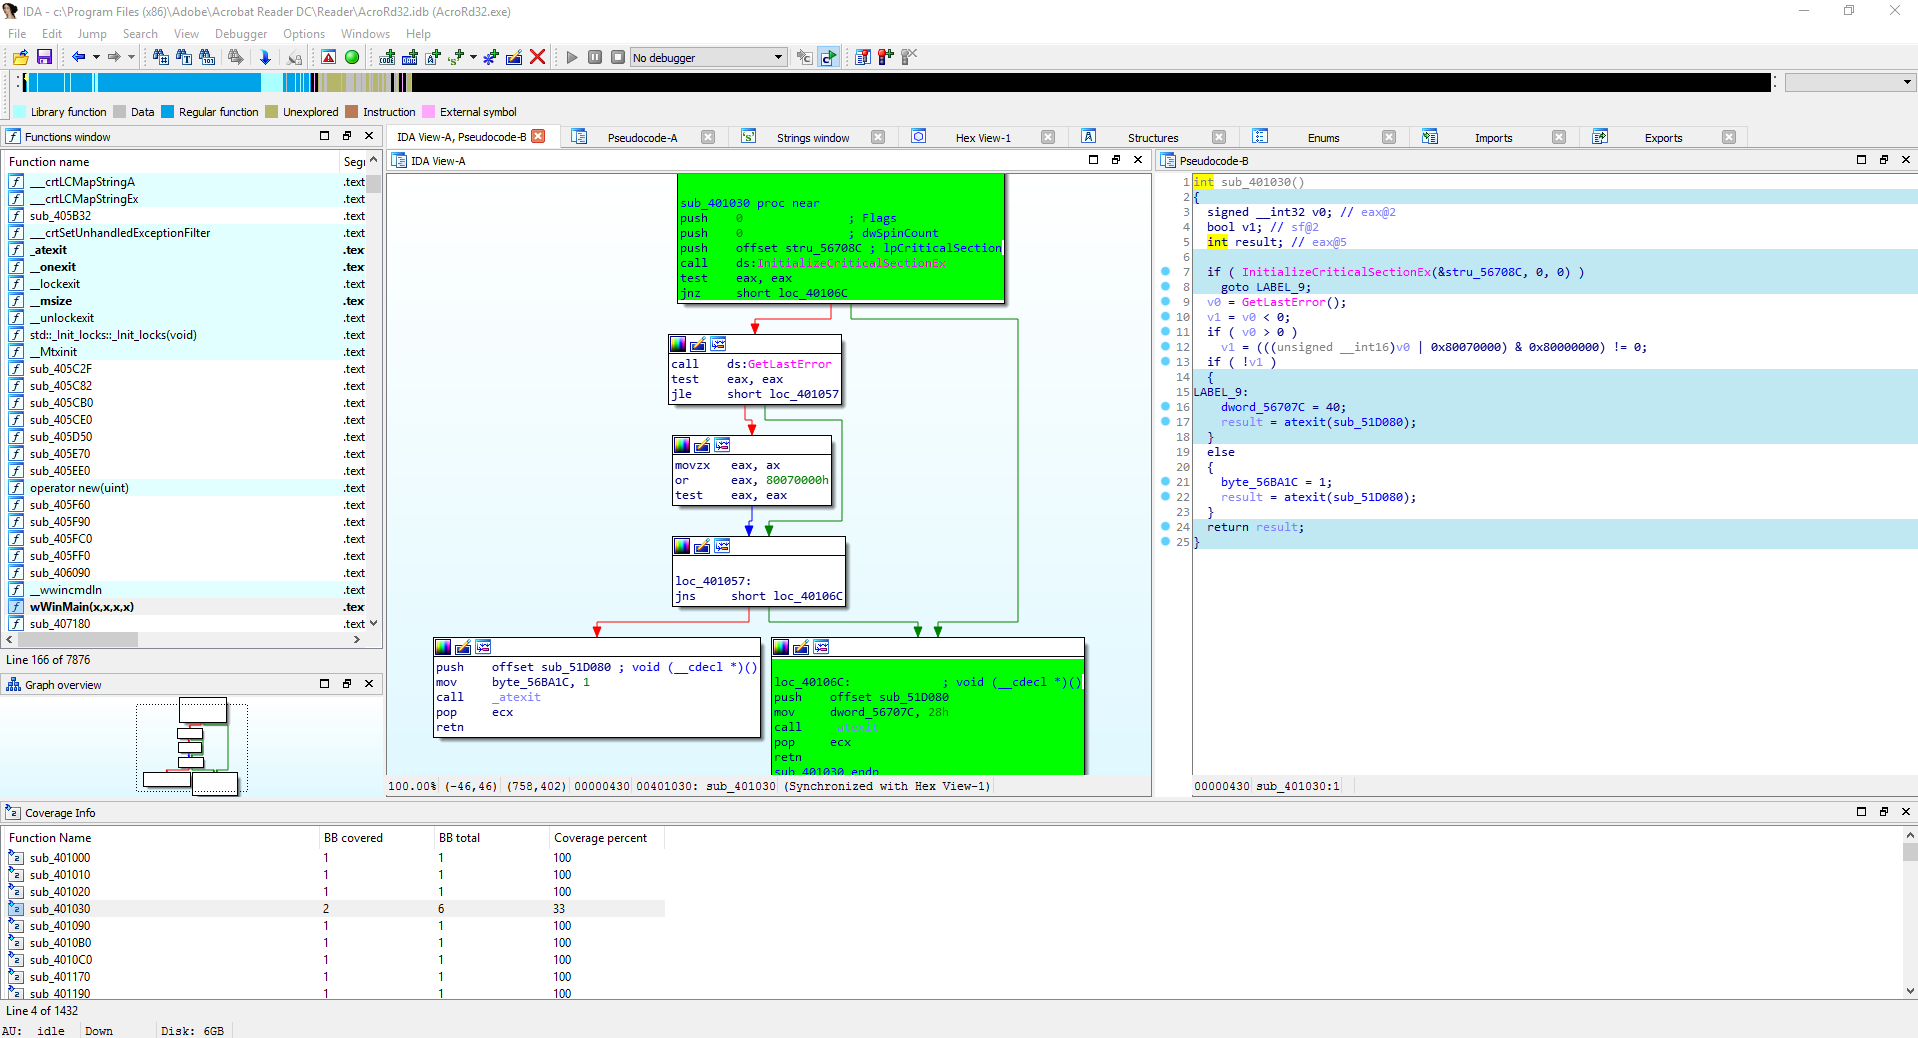 IDA - c:\Program Files (x86)\Adobe\Acrobat Reader DC\Reader\AcroRd32.idb (AcroRd32.exe)
File Edit Jump Search View Debugger Options Windows Help
No debugger
Library function Data Regular function Unexplored Instruction External symbol
Functions window
Function name Segı
___crtLCMapStringA .text
___crtLCMapStringEx .text
sub_405B32 .text
___crtSetUnhandledExceptionFilter .text
_atexit .text
__onexit .text
__lockexit .text
__msize .text
__unlockexit .text
std::_Init_locks::_Init_locks(void) .text
__Mtxinit .text
sub_405C2F .text
sub_405C82 .text
sub_405CB0 .text
sub_405CE0 .text
sub_405D50 .text
sub_405E70 .text
sub_405EE0 .text
operator new(uint) .text
sub_405F60 .text
sub_405F90 .text
sub_405FC0 .text
sub_405FF0 .text
sub_406090 .text
__wwincmdln .text
wWinMain(x,x,x,x) .tex
sub_407180 .text
Line 166 of 7876
Graph overview
IDA View-A, Pseudocode-B Pseudocode-A Strings window Hex View-1 Structures Enums Imports Exports
IDA View-A
sub_401030 proc near
push 0 ; Flags
push 0 ; dwSpinCount
push offset stru_56708C ; lpCriticalSection
call ds:InitializeCriticalSectionEx
test eax, eax
jnz short loc_40106C
call ds:GetLastError
test eax, eax
jle short loc_401057
movzx eax, ax
or eax, 80070000h
test eax, eax
loc_401057:
jns short loc_40106C
push offset sub_51D080 ; void (__cdecl *)()
mov byte_56BA1C, 1
call _atexit
pop ecx
retn
loc_40106C: ; void (__cdecl *)()
push offset sub_51D080
mov dword_56707C, 28h
call _atexit
pop ecx
retn
sub_401030 endp
100.00% (-46,46) (758,402) 00000430 00401030: sub_401030 (Synchronized with Hex View-1)
Pseudocode-B
1 int sub_401030()
2 {
3 signed __int32 v0; // eax@2
4 bool v1; // sf@2
5 int result; // eax@5
6
7 if ( InitializeCriticalSectionEx(&stru_56708C, 0, 0) )
8 goto LABEL_9;
9 v0 = GetLastError();
10 v1 = v0 < 0;
11 if ( v0 > 0 )
12 v1 = (((unsigned __int16)v0 | 0x80070000) & 0x80000000) != 0;
13 if ( !v1 )
14 {
15 LABEL_9:
16 dword_56707C = 40;
17 result = atexit(sub_51D080);
18 }
19 else
20 {
21 byte_56BA1C = 1;
22 result = atexit(sub_51D080);
23 }
24 return result;
25 }
00000430 sub_401030:1
Coverage Info
Function Name BB covered BB total Coverage percent
sub_401000 1 1 100
sub_401010 1 1 100
sub_401020 1 1 100
sub_401030 2 6 33
sub_401090 1 1 100
sub_4010B0 1 1 100
sub_4010C0 1 1 100
sub_401170 1 1 100
sub_401190 1 1 100
Line 4 of 1432
AU: idle Down Disk: 6GB